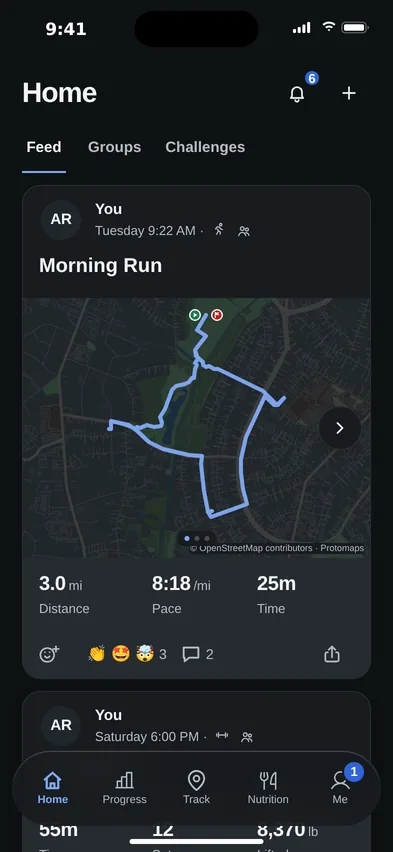 9:41
Home
6
Feed Groups Challenges
AR
You
Tuesday 9:22 AM ·
Morning Run
© OpenStreetMap contributors · Protomaps
3.0 mi 8:18 /mi 25m
Distance Pace Time
3 2
AR
You
Saturday 6:00 PM ·
1
Home Progress Track Nutrition Me
55m 12 8,370 lb